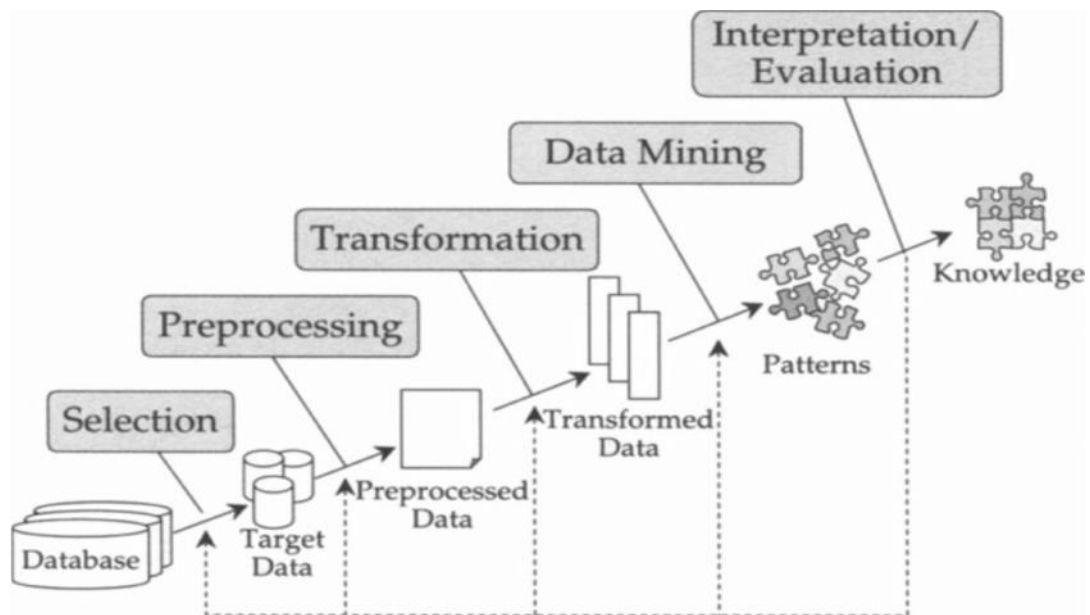 Interpretation/
Evaluation
Data Mining
Transformation
Preprocessing
Selection
Knowledge
Patterns
Transformed
Data
Preprocessed
Data
Target
Data
Database